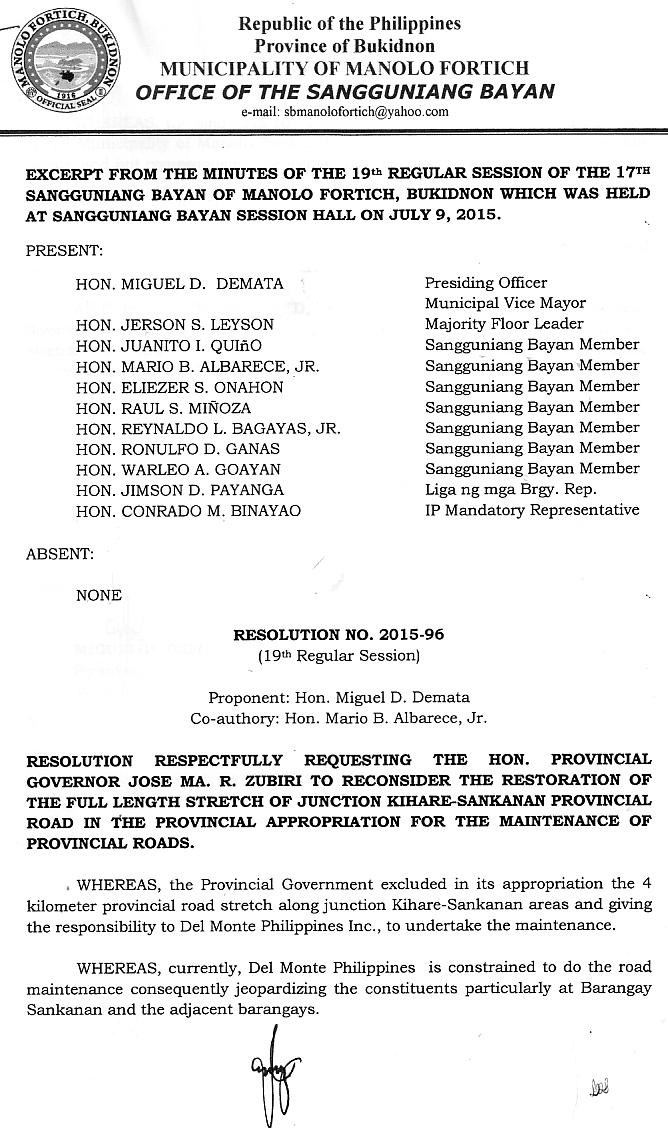 MANOLO FORTICH, BUKIDNON
1916
OFFICIAL SEAL
Republic of the Philippines
Province of Bukidnon
MUNICIPALITY OF MANOLO FORTICH
OFFICE OF THE SANGGUNIANG BAYAN
e-mail: sbmanolofortich@yahoo.com
EXCERPT FROM THE MINUTES OF THE 19th REGULAR SESSION OF THE 17TH
SANGGUNIANG BAYAN OF MANOLO FORTICH, BUKIDNON WHICH WAS HELD
AT SANGGUNIANG BAYAN SESSION HALL ON JULY 9, 2015.
PRESENT:
HON. MIGUEL D. DEMATA Presiding Officer
Municipal Vice Mayor
HON. JERSON S. LEYSON Majority Floor Leader
HON. JUANITO I. QUIñO Sangguniang Bayan Member
HON. MARIO B. ALBARECE, JR. Sangguniang Bayan Member
HON. ELIEZER S. ONAHON Sangguniang Bayan Member
HON. RAUL S. MIÑOZA Sangguniang Bayan Member
HON. REYNALDO L. BAGAYAS, JR. Sangguniang Bayan Member
HON. RONULFO D. GANAS Sangguniang Bayan Member
HON. WARLEO A. GOAYAN Sangguniang Bayan Member
HON. JIMSON D. PAYANGA Liga ng mga Brgy. Rep.
HON. CONRADO M. BINAYAO IP Mandatory Representative
ABSENT:
NONE
RESOLUTION NO. 2015-96
(19th Regular Session)
Proponent: Hon. Miguel D. Demata
Co-authory: Hon. Mario B. Albarece, Jr.
RESOLUTION RESPECTFULLY REQUESTING THE HON. PROVINCIAL
GOVERNOR JOSE MA. R. ZUBIRI TO RECONSIDER THE RESTORATION OF
THE FULL LENGTH STRETCH OF JUNCTION KIHARE-SANKANAN PROVINCIAL
ROAD IN THE PROVINCIAL APPROPRIATION FOR THE MAINTENANCE OF
PROVINCIAL ROADS.
WHEREAS, the Provincial Government excluded in its appropriation the 4
kilometer provincial road stretch along junction Kihare-Sankanan areas and giving
the responsibility to Del Monte Philippines Inc., to undertake the maintenance.
WHEREAS, currently, Del Monte Philippines is constrained to do the road
maintenance consequently jeopardizing the constituents particularly at Barangay
Sankanan and the adjacent barangays.